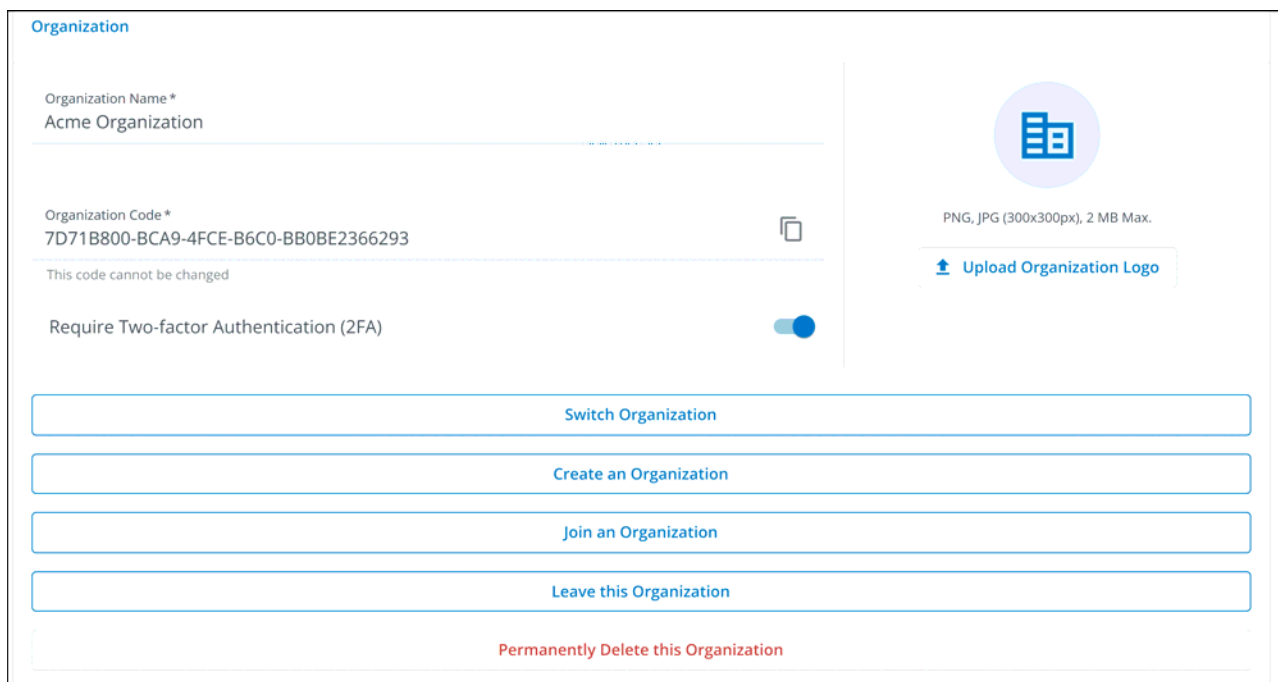 Organization
Organization Name *
Acme Organization
Organization Code *
7D71B800-BCA9-4FCE-B6C0-BB0BE2366293
This code cannot be changed
Require Two-factor Authentication (2FA)
PNG, JPG (300x300px), 2 MB Max.
Upload Organization Logo
Switch Organization
Create an Organization
Join an Organization
Leave this Organization
Permanently Delete this Organization